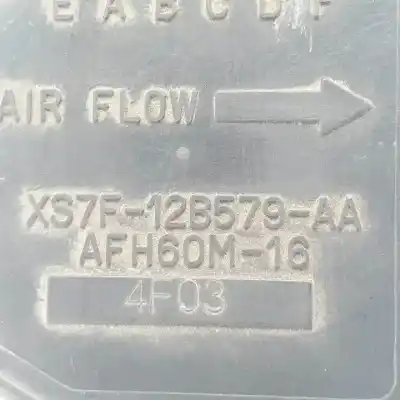 E A B C D F
AIR FLOW
XS7F-12B579-AA
AFH60M-16
4F03